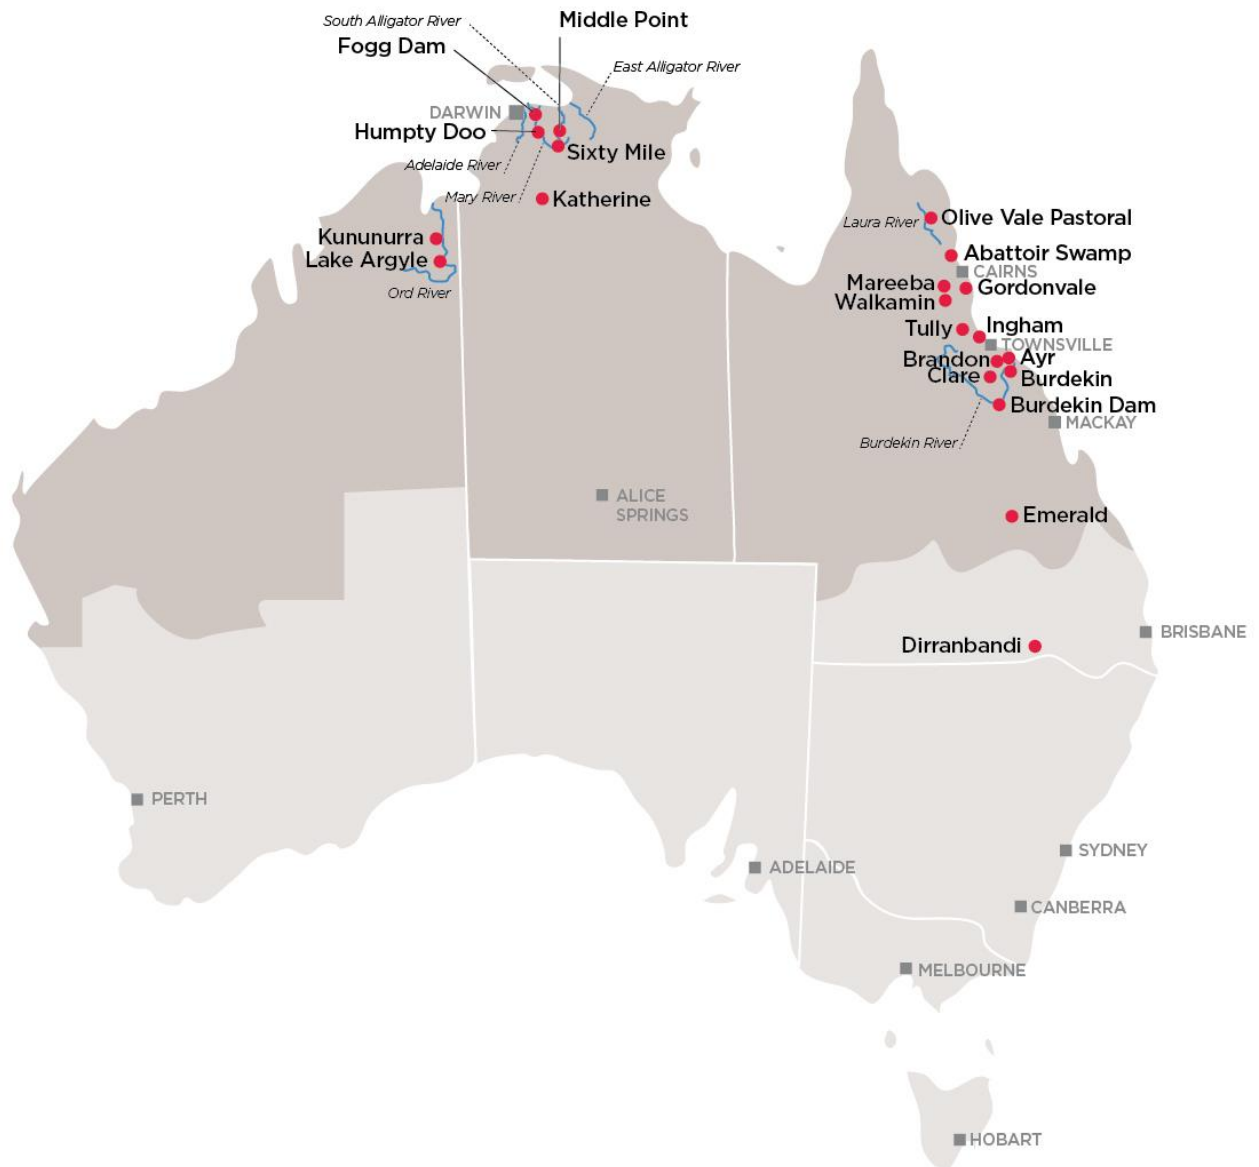 South Alligator River
Middle Point
Fogg Dam
East Alligator River
DARWIN
Humpty Doo
Sixty Mile
Adelaide River
Mary River
Katherine
Kununurra
Lake Argyle
Ord River
Laura River
Olive Vale Pastoral
Abattoir Swamp
CAIRNS
Mareeba
Gordonvale
Walkamin
Tully
Ingham
TOWNSVILLE
Brandon
Ayr
Clare
Burdekin
Burdekin Dam
MACKAY
Burdekin River
ALICE
SPRINGS
Emerald
BRISBANE
Dirranbandi
PERTH
SYDNEY
ADELAIDE
CANBERRA
MELBOURNE
HOBART